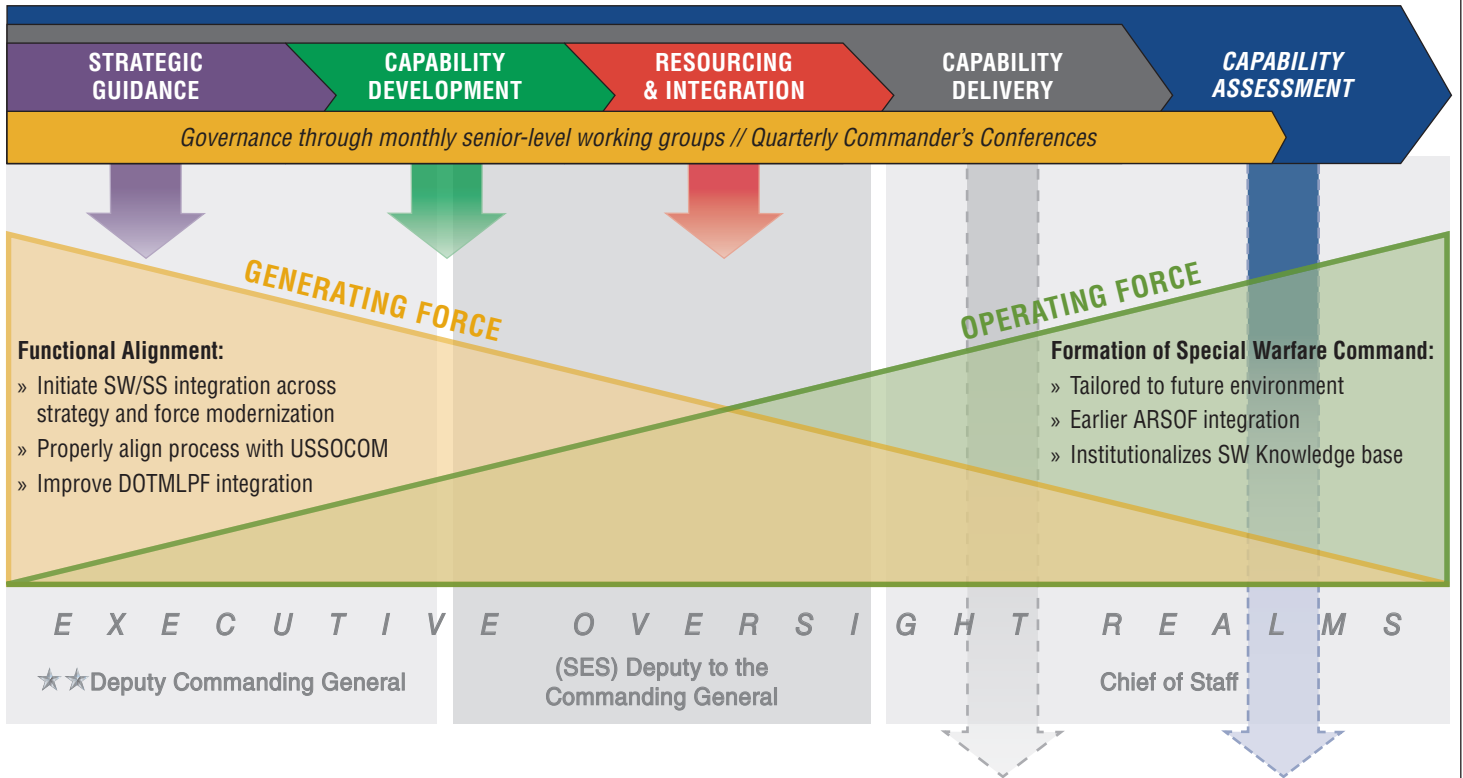 STRATEGIC
GUIDANCE
CAPABILITY
DEVELOPMENT
RESOURCING
& INTEGRATION
CAPABILITY
DELIVERY
CAPABILITY
ASSESSMENT
Governance through monthly senior-level working groups // Quarterly Commander’s Conferences
GENERATING FORCE
OPERATING FORCE
Functional Alignment:
» Initiate SW/SS integration across
strategy and force modernization
» Properly align process with USSOCOM
» Improve DOTMLPF integration
Formation of Special Warfare Command:
» Tailored to future environment
» Earlier ARSOF integration
» Institutionalizes SW Knowledge base
EXECUTIVE OVERSIGHT REALMS
Deputy Commanding General
(SES) Deputy to the
Commanding General
Chief of Staff